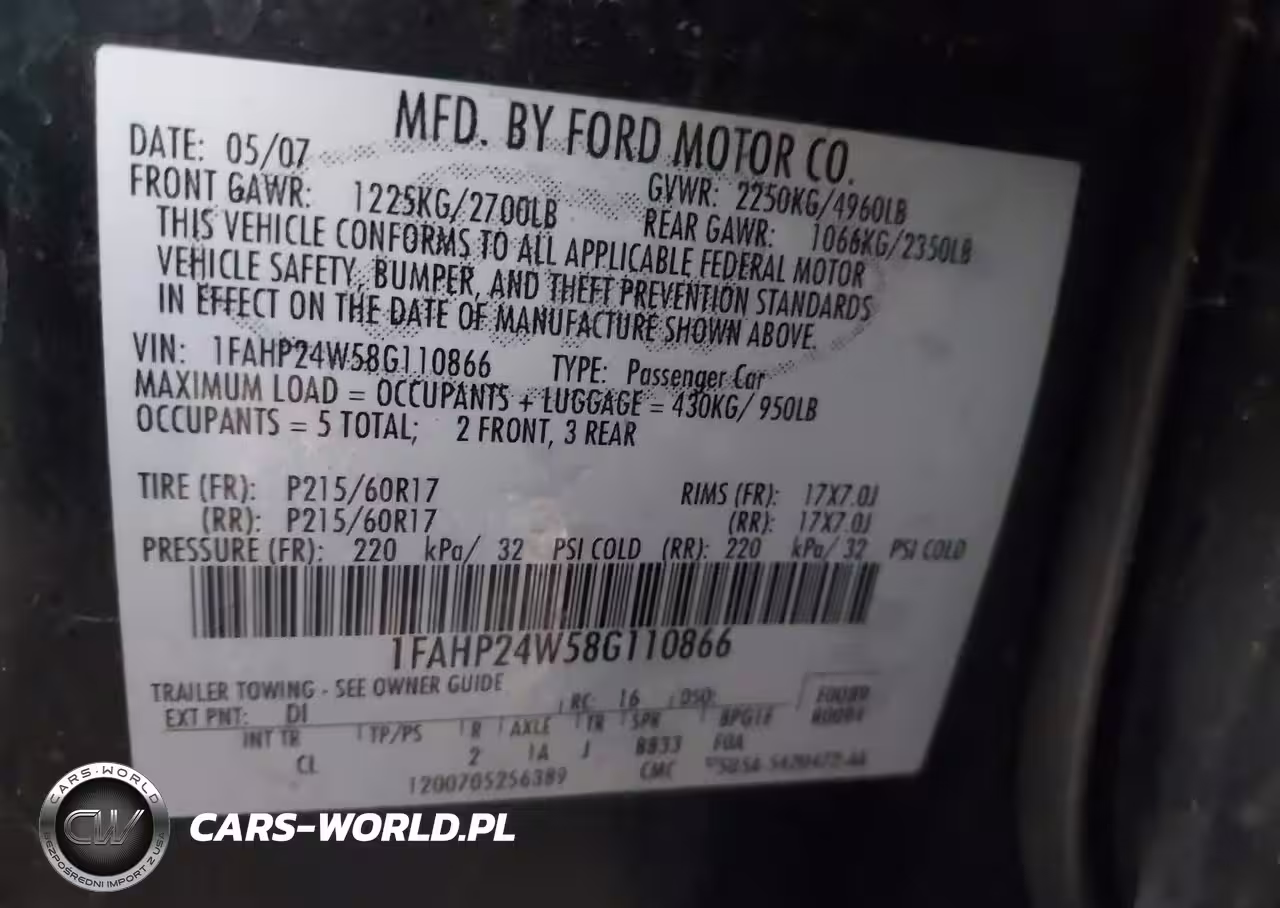 MFD. BY FORD MOTOR CO.
DATE: 05/07 GVWR: 2250KG/4960LB
FRONT GAWR: 1225KG/2700LB REAR GAWR: 1066KG/2350LB
THIS VEHICLE CONFORMS TO ALL APPLICABLE FEDERAL MOTOR
VEHICLE SAFETY, BUMPER, AND THEFT PREVENTION STANDARDS
IN EFFECT ON THE DATE OF MANUFACTURE SHOWN ABOVE.
VIN: 1FAHP24W58G110866 TYPE: Passenger Car
MAXIMUM LOAD = OCCUPANTS + LUGGAGE = 430KG/ 950LB
OCCUPANTS = 5 TOTAL; 2 FRONT, 3 REAR
TIRE (FR): P215/60R17 RIMS (FR): 17X7.0J
(RR): P215/60R17 (RR): 17X7.0J
PRESSURE (FR): 220 kPa/ 32 PSI COLD (RR): 220 kPa/ 32 PSI COLD
1FAHP24W58G110866
TRAILER TOWING - SEE OWNER GUIDE
EXT PNT: DI RC: 16 DSO:
INT TR TP/PS R AXLE TR SPR
CL 2 1A J BB33
1200705256389 CMC
CARS-WORLD
CW
BEZPOŚREDNI IMPORT Z USA
CARS-WORLD.PL